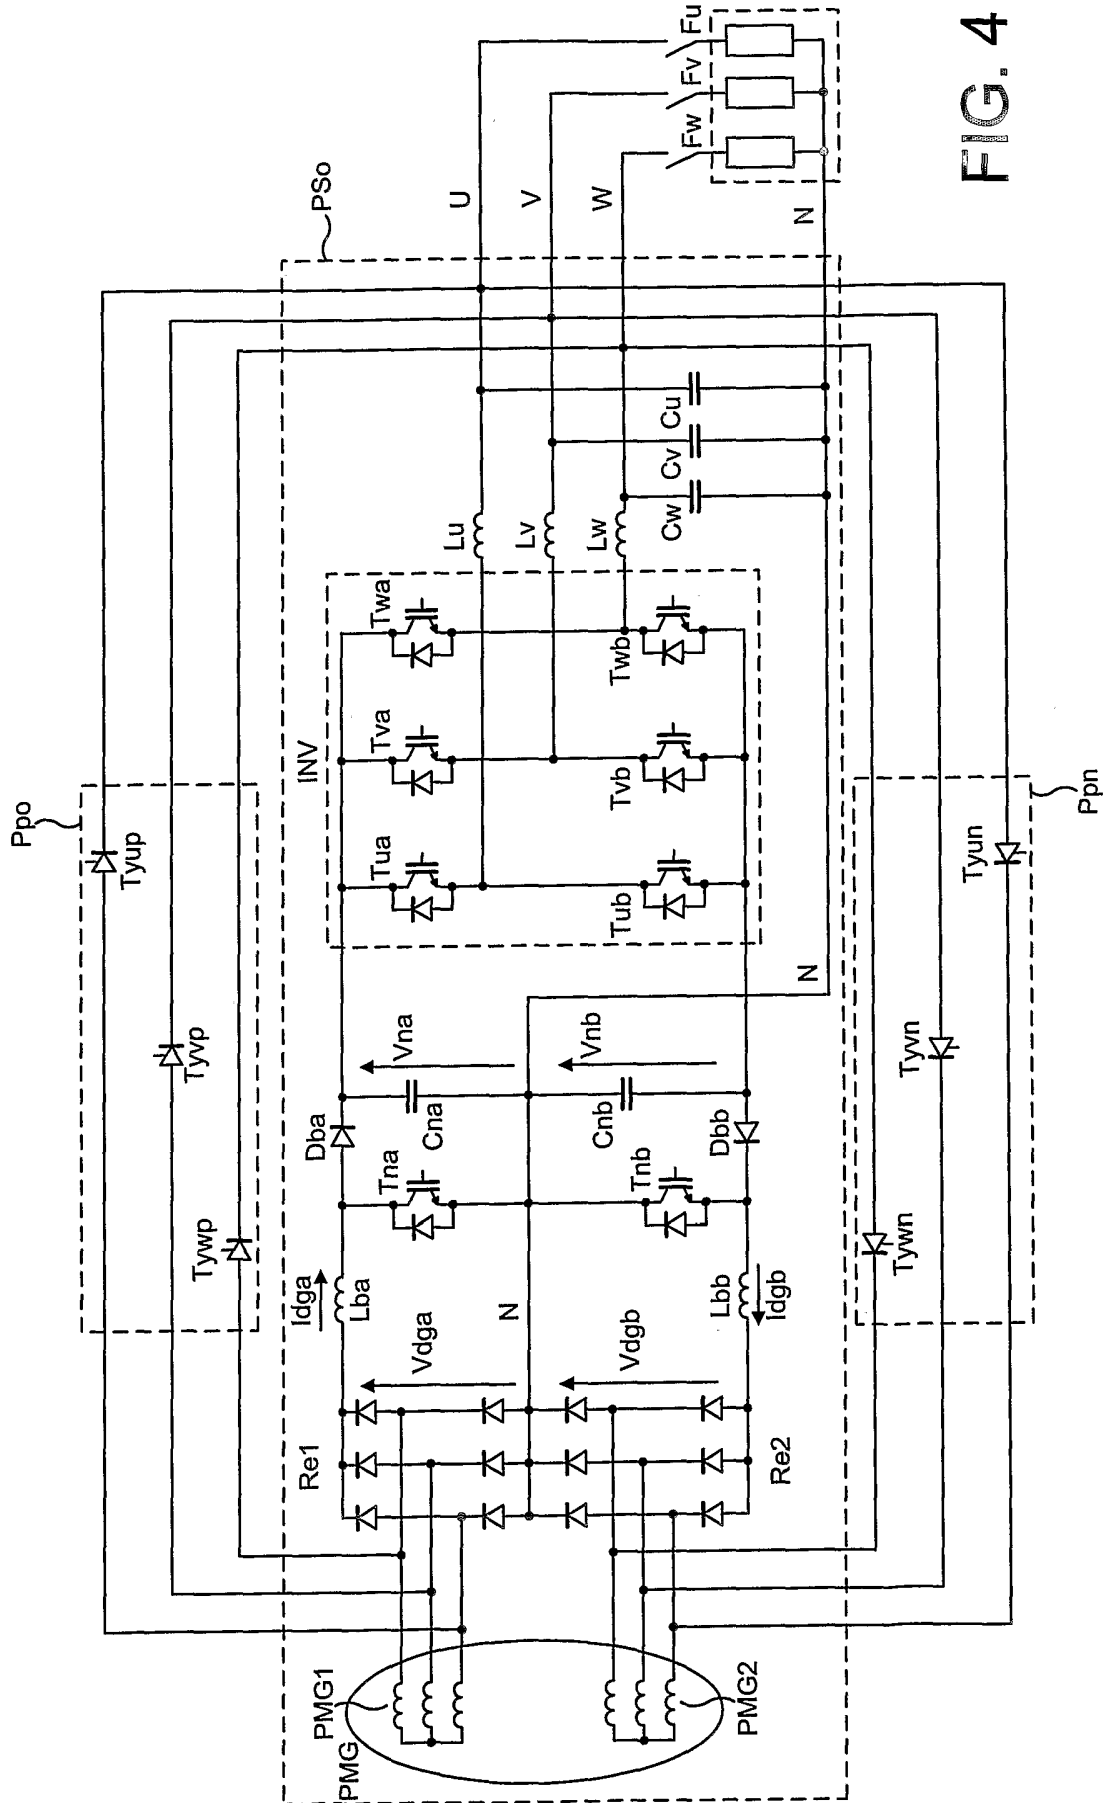 FIG. 4
PSo
Ppo
Ppn
Tyup
Tyvp
Tywp
Tyun
Tyvn
Tywn
U
V
W
N
Fu
Fv
Fw
Cu
Cv
Cw
Lu
Lv
Lw
INV
Tua
Tva
Twa
Tub
Tvb
Twb
N
Vna
Vnb
Cna
Cnb
Dba
Dbb
Tna
Tnb
Idga
Lba
Lbb
Idgb
N
Vdga
Vdgb
Re1
Re2
PMG1
PMG
PMG2